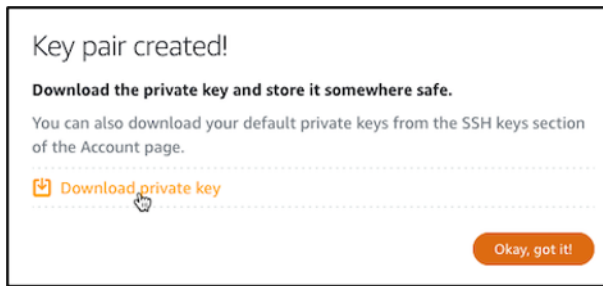 Key pair created!
Download the private key and store it somewhere safe.
You can also download your default private keys from the SSH keys section
of the Account page.
Download private key
Okay, got it!